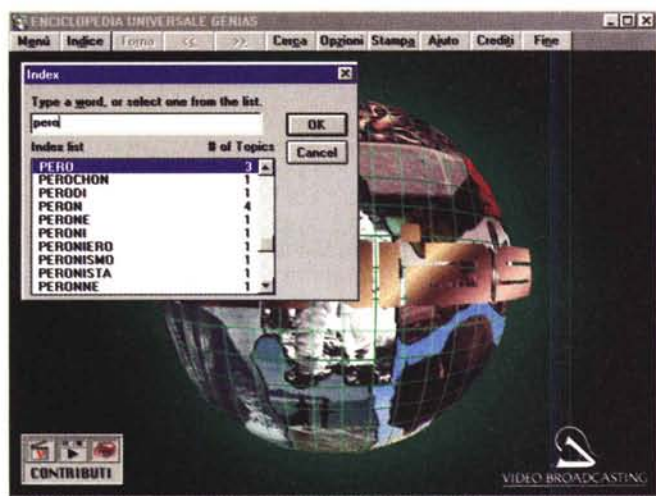 ENCICLOPEDIA UNIVERSALE GENIAS
Menú Indice Torna << >> Cerca Opzioni Stampa Ajuto Crediti Fine
Index
Type a word, or select one from the list.
pero
OK
Index list # of Topics
Cancel
PERO 3
PEROCHON 1
PERODI 1
PERON 4
PERONE 1
PERONI 1
PERONIERO 1
PERONISMO 1
PERONISTA 1
PERONNE 1
CONTRIBUTI
VIDEO BROADCASTING